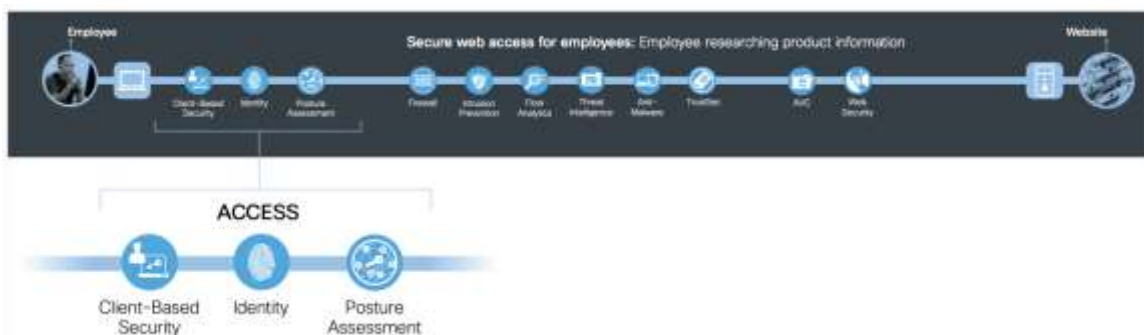 Employee
Website
Secure web access for employees: Employee researching product information
Client-Based
Security
Identity
Posture
Assessment
Firewall
Intrusion
Prevention
Flow
Analytics
Threat
Intelligence
Anti-
Malware
TrustSec
AVC
Web
Security
ACCESS
Client-Based
Security
Identity
Posture
Assessment